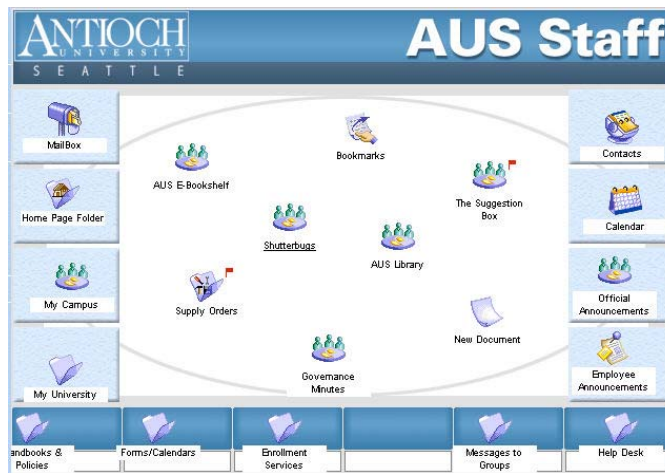 ANTIOCH
UNIVERSITY
SEATTLE
AUS Staff
MailBox
Home Page Folder
My Campus
My University
Bookmarks
AUS E-Bookshelf
The Suggestion
Box
Shutterbugs
AUS Library
Supply Orders
New Document
Governance
Minutes
Contacts
Calendar
Official
Announcements
Employee
Announcements
andbooks &
Policies
Forms/Calendars
Enrollment
Services
Messages to
Groups
Help Desk